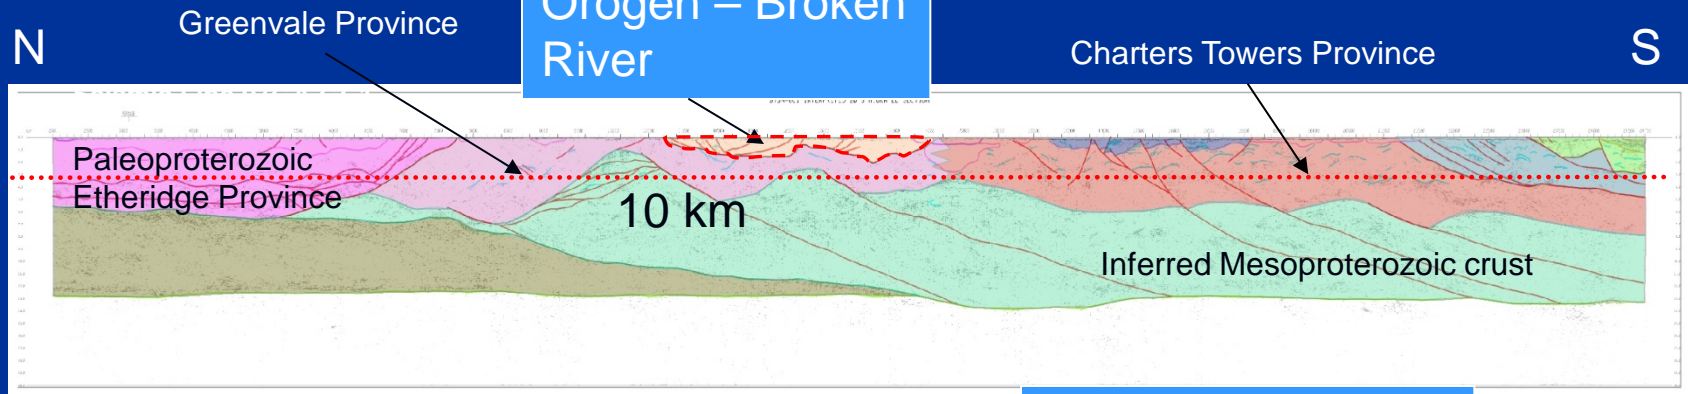 Orogen – Broken
River
Greenvale Province
N
Charters Towers Province
S
Paleoproterozoic
Etheridge Province
10 km
Inferred Mesoproterozoic crust